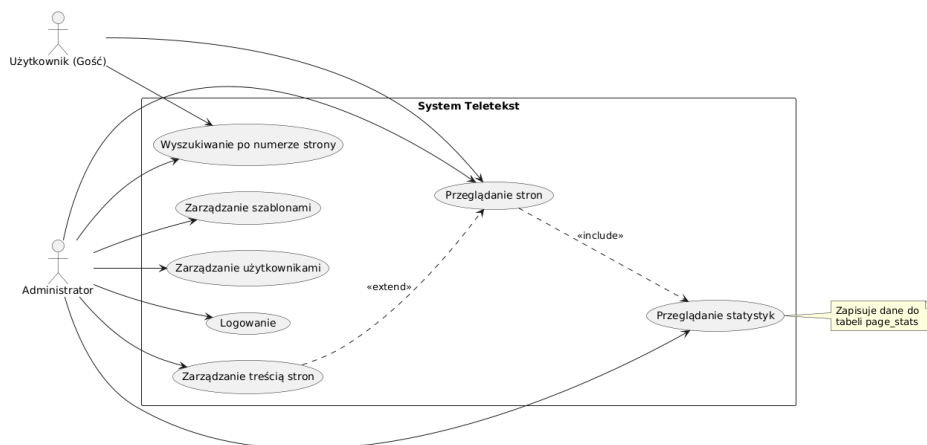 Użytkownik (Gość)
System Teletekst
Wyszukiwanie po numerze strony
Przeglądanie stron
Zarządzanie szablonami
«include»
Zarządzanie użytkownikami
Administrator
«extend»
Przeglądanie statystyk
Zapisuje dane do
tabeli page_stats
Logowanie
Zarządzanie treścią stron